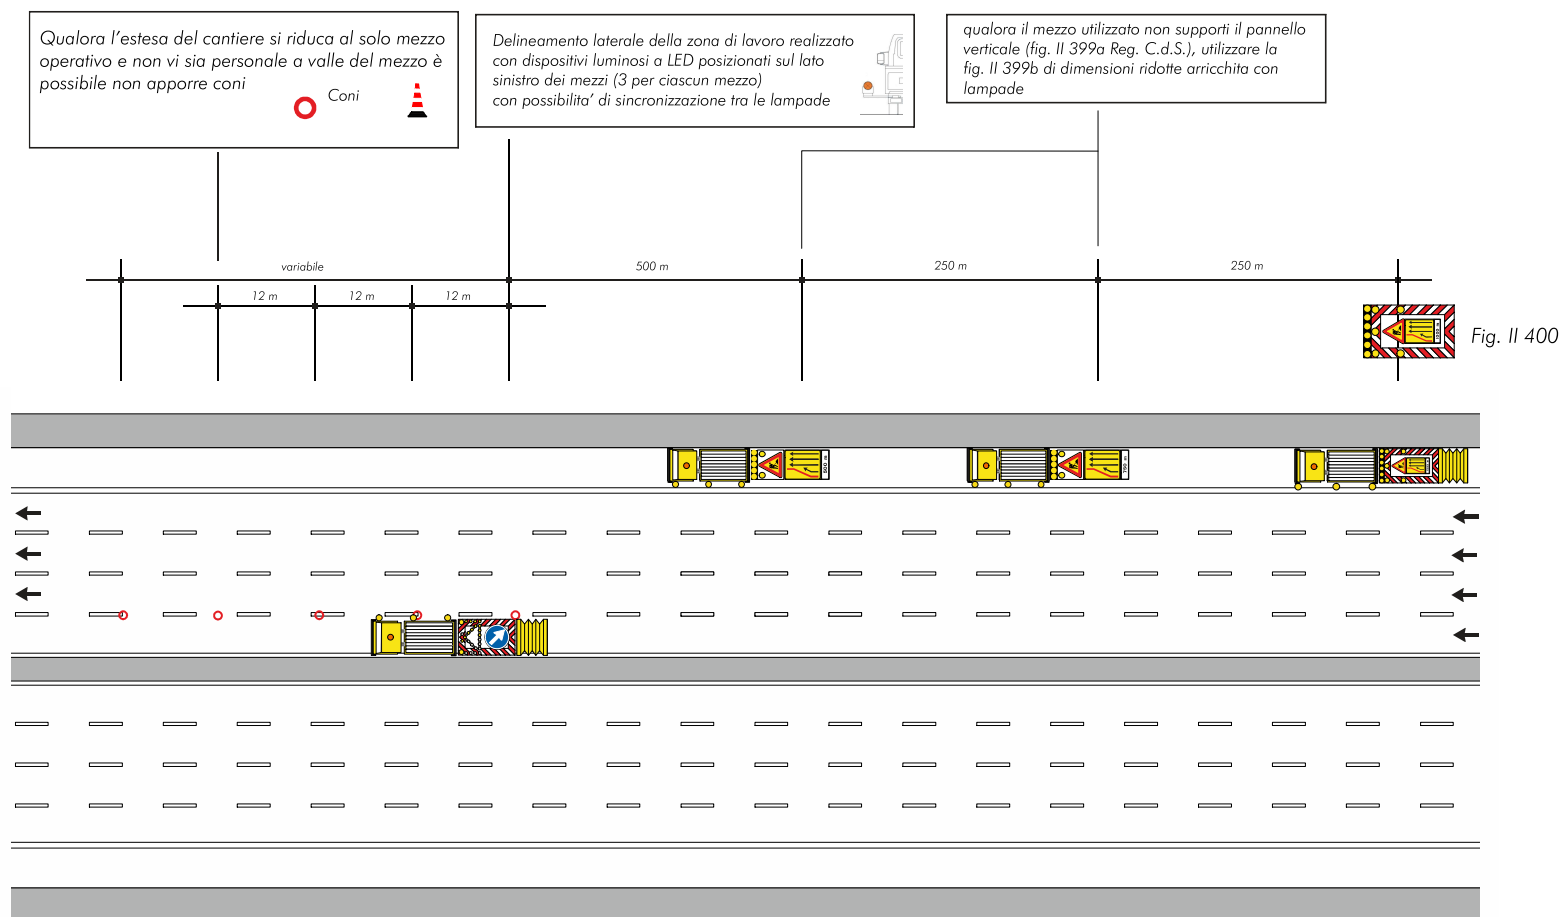 Qualora l'estesa del cantiere si riduca al solo mezzo
operativo e non vi sia personale a valle del mezzo è
possibile non apporre coni
Coni
Delineamento laterale della zona di lavoro realizzato
con dispositivi luminosi a LED posizionati sul lato
sinistro dei mezzi (3 per ciascun mezzo)
con possibilita' di sincronizzazione tra le lampade
qualora il mezzo utilizzato non supporti il pannello
verticale (fig. II 399a Reg. C.d.S.), utilizzare la
fig. II 399b di dimensioni ridotte arricchita con
lampade
variabile
500 m
250 m
250 m
12 m
12 m
12 m
Fig. II 400
500 m
750 m